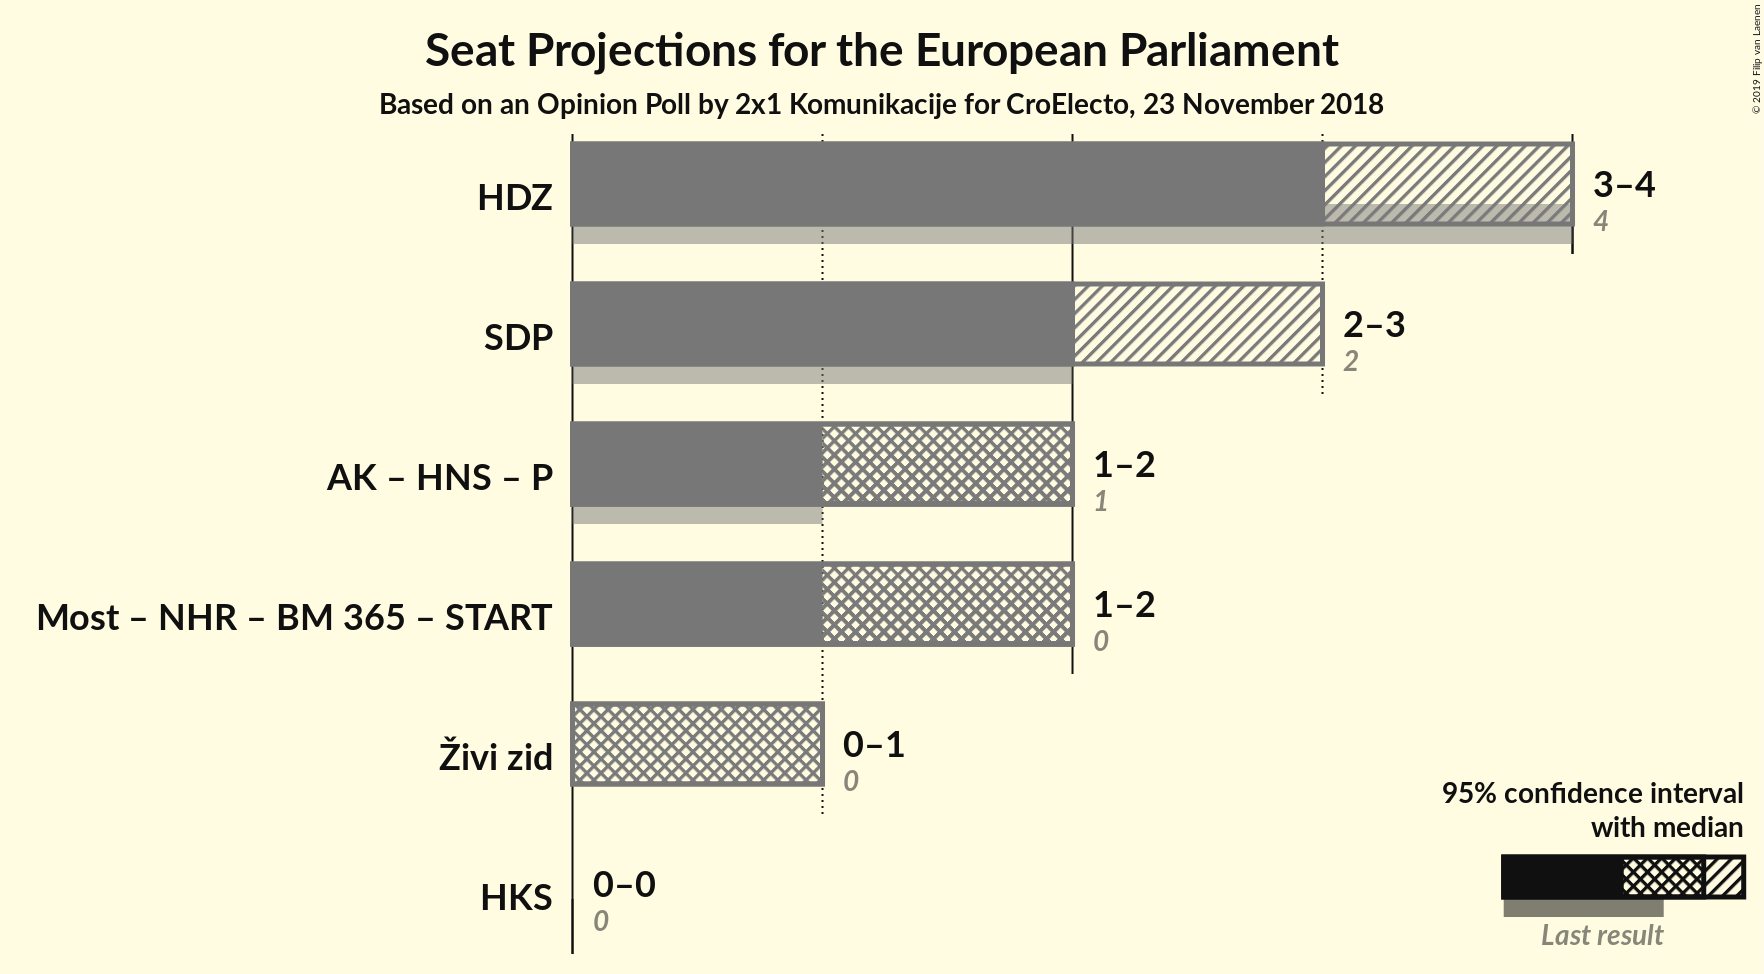 Seat Projections for the European Parliament
Based on an Opinion Poll by 2x1 Komunikacije for CroElecto, 23 November 2018
© 2019 Filip van Laenen
HDZ
3–4
4
SDP
2–3
2
AK – HNS – P
1–2
1
Most – NHR – BM 365 – START
1–2
0
Živi zid
0–1
0
HKS
0–0
0
95% confidence interval
with median
Last result